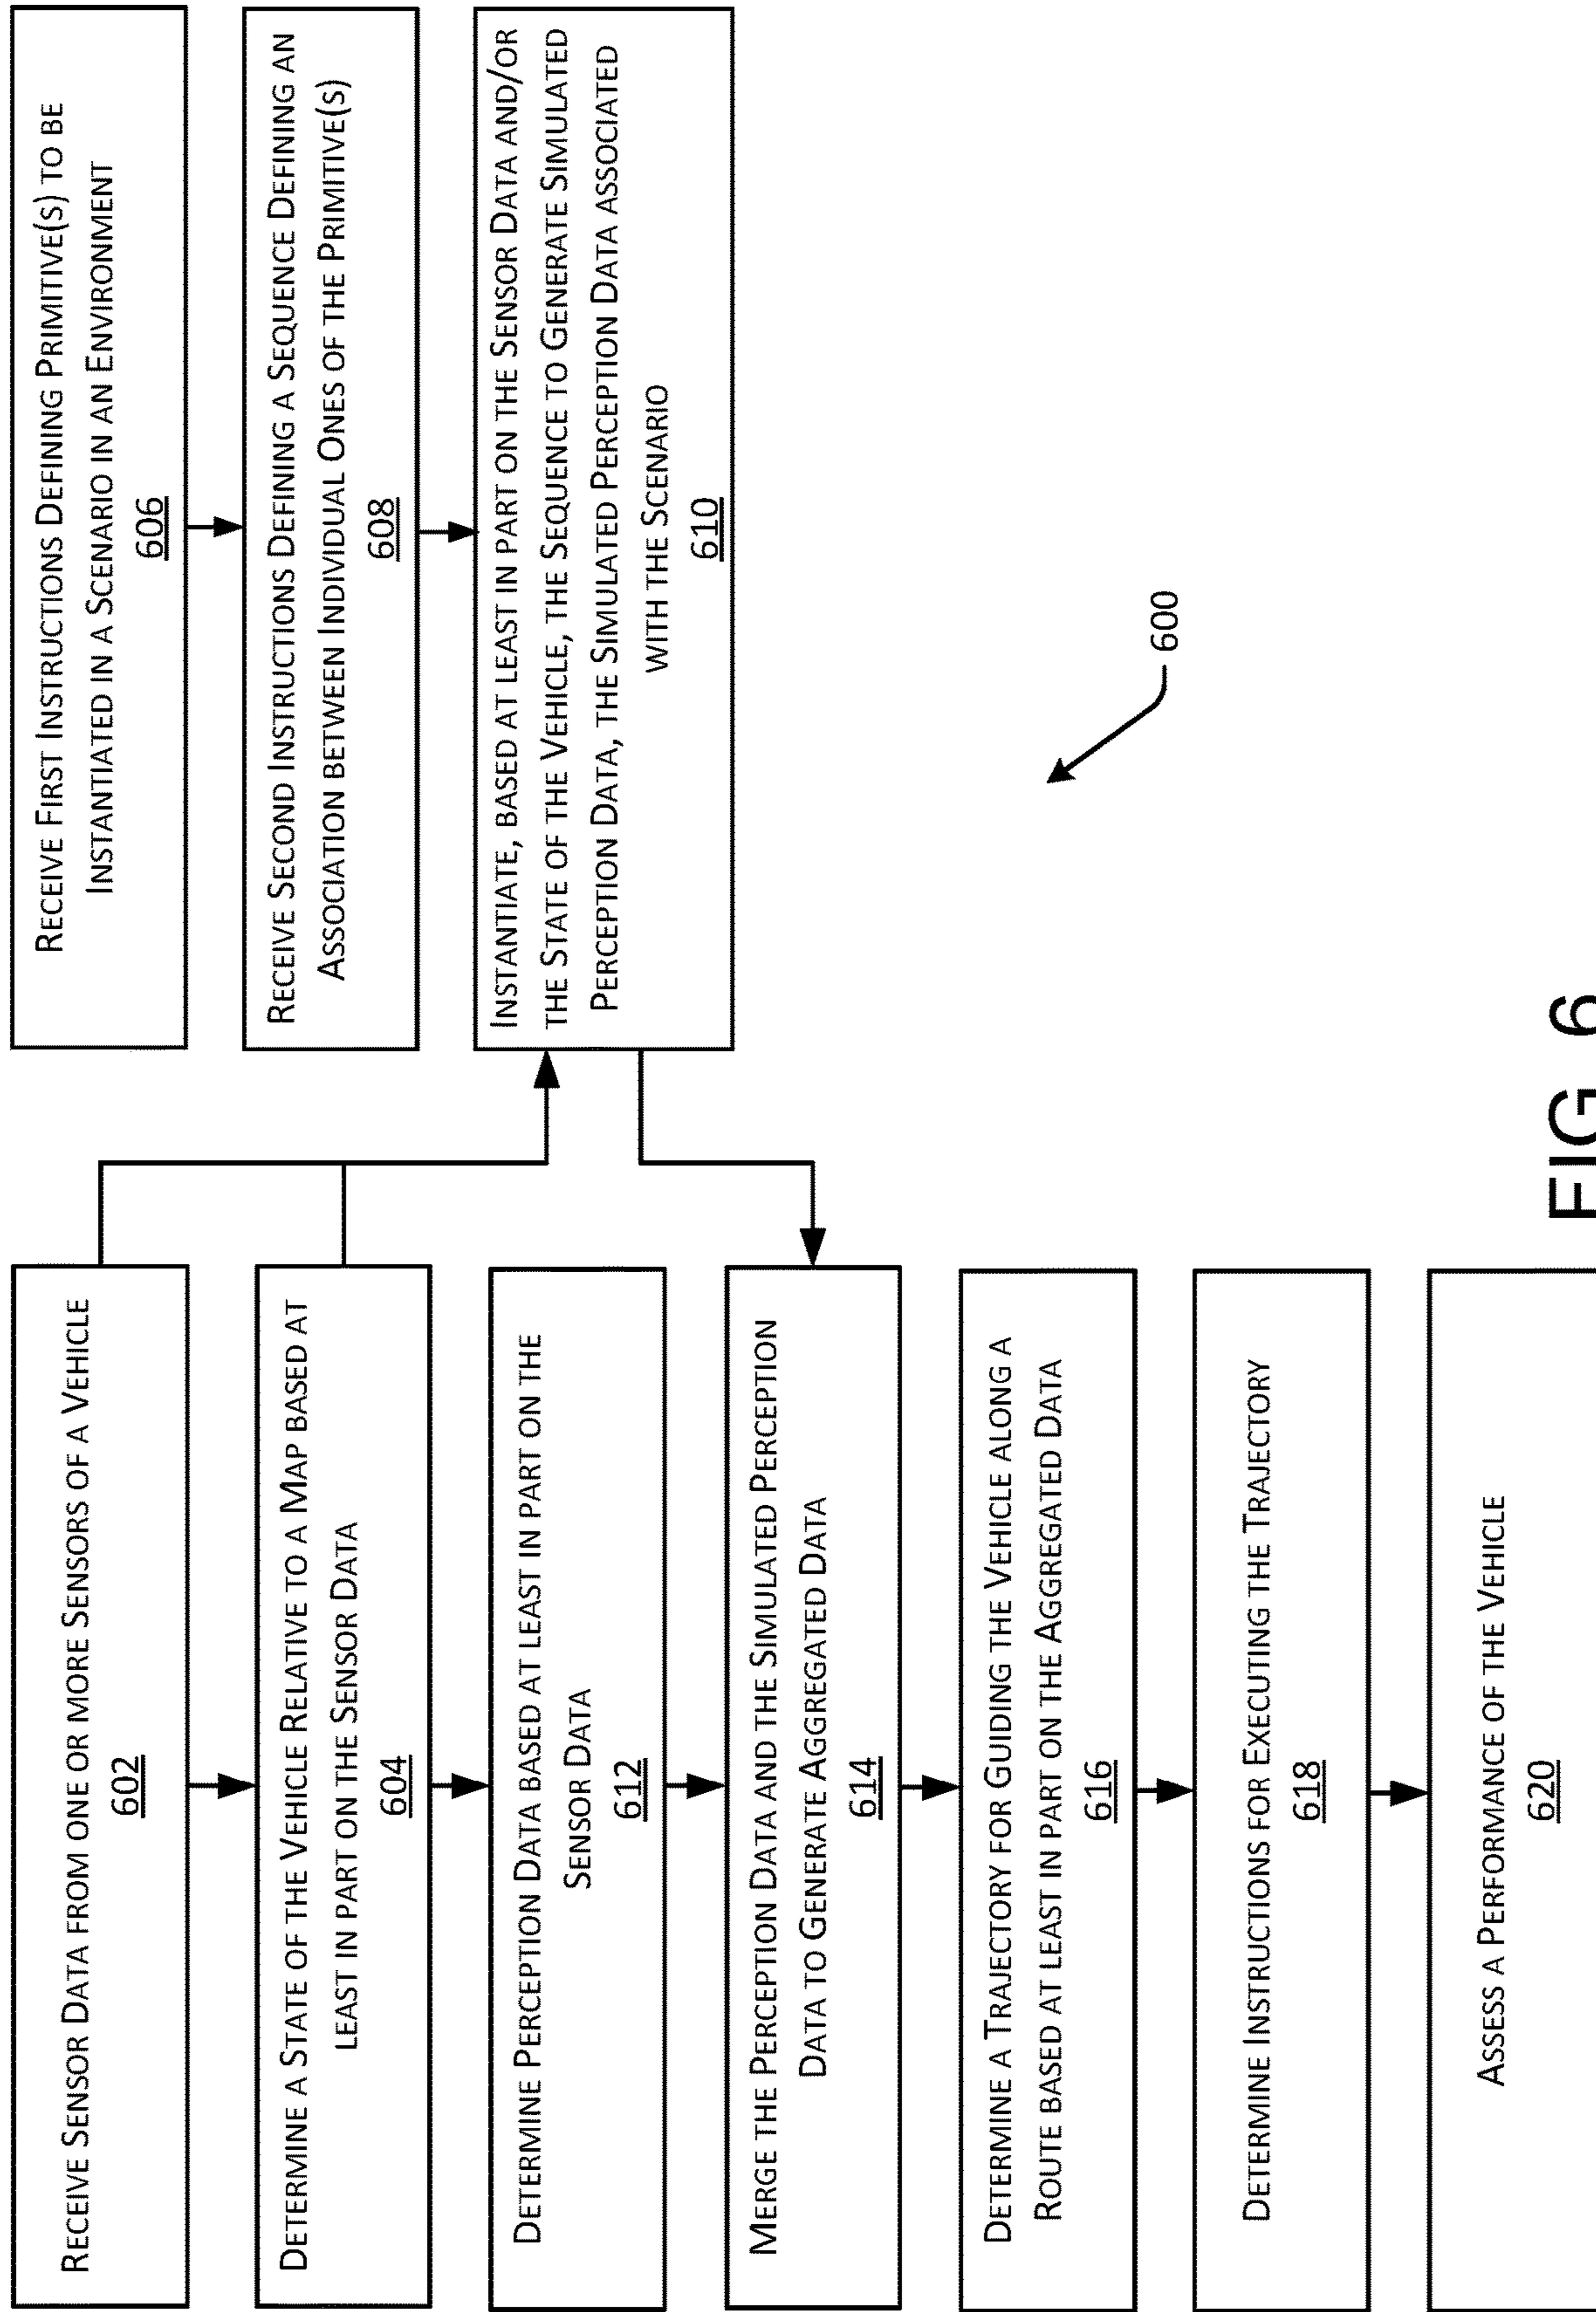 RECEIVE SENSOR DATA FROM ONE OR MORE SENSORS OF A VEHICLE
602
DETERMINE A STATE OF THE VEHICLE RELATIVE TO A MAP BASED AT
LEAST IN PART ON THE SENSOR DATA
604
DETERMINE PERCEPTION DATA BASED AT LEAST IN PART ON THE
SENSOR DATA
612
MERGE THE PERCEPTION DATA AND THE SIMULATED PERCEPTION
DATA TO GENERATE AGGREGATED DATA
614
DETERMINE A TRAJECTORY FOR GUIDING THE VEHICLE ALONG A
ROUTE BASED AT LEAST IN PART ON THE AGGREGATED DATA
616
DETERMINE INSTRUCTIONS FOR EXECUTING THE TRAJECTORY
618
ASSESS A PERFORMANCE OF THE VEHICLE
620
RECEIVE FIRST INSTRUCTIONS DEFINING PRIMITIVE(S) TO BE
INSTANTIATED IN A SCENARIO IN AN ENVIRONMENT
606
RECEIVE SECOND INSTRUCTIONS DEFINING A SEQUENCE DEFINING AN
ASSOCIATION BETWEEN INDIVIDUAL ONES OF THE PRIMITIVE(S)
608
INSTANTIATE, BASED AT LEAST IN PART ON THE SENSOR DATA AND/OR
THE STATE OF THE VEHICLE, THE SEQUENCE TO GENERATE SIMULATED
PERCEPTION DATA, THE SIMULATED PERCEPTION DATA ASSOCIATED
WITH THE SCENARIO
610
600
FIG. 6